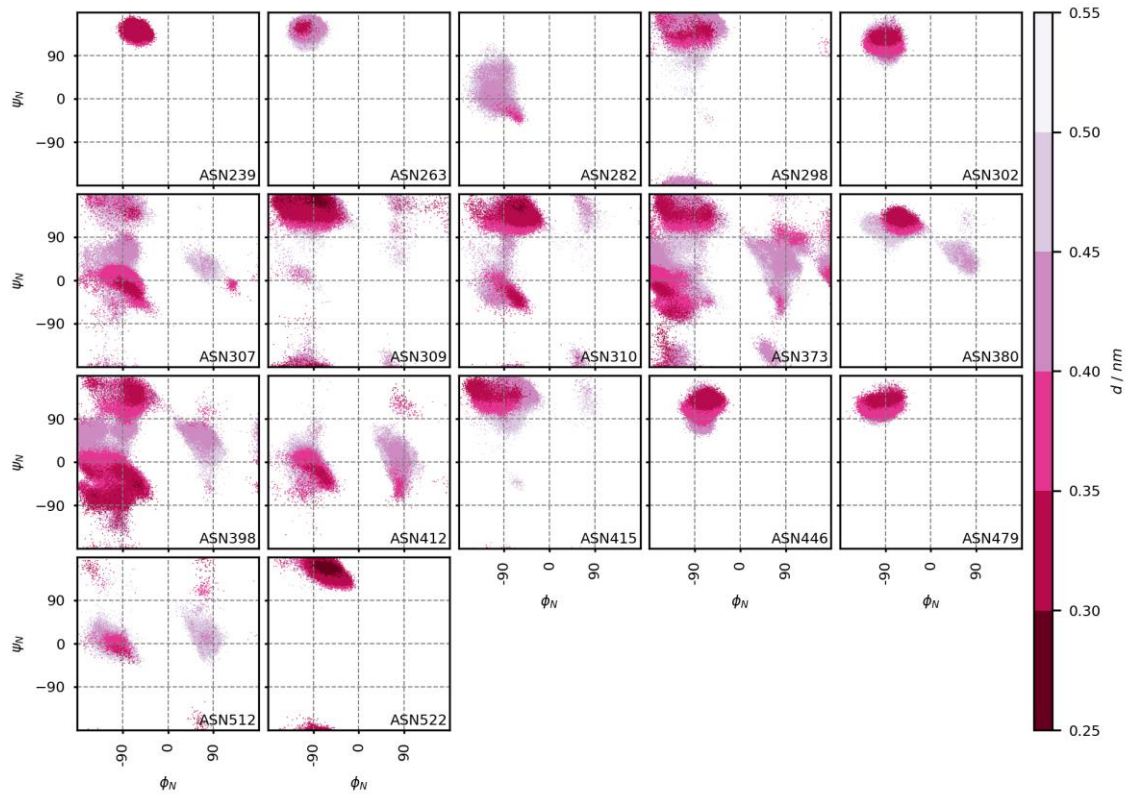 0.55
90
0
−90
ψN
ASN239
ASN263
ASN282
ASN298
ASN302
0.50
90
0
−90
ψN
ASN307
ASN309
ASN310
ASN373
ASN380
0.45
0.40
d / nm
90
0
−90
ψN
ASN398
ASN412
ASN415
ASN446
ASN479
0.35
-90
0
90
ϕN
-90
0
90
ϕN
-90
0
90
ϕN
90
0
−90
ψN
ASN512
ASN522
0.30
0.25
-90
0
90
ϕN
-90
0
90
ϕN